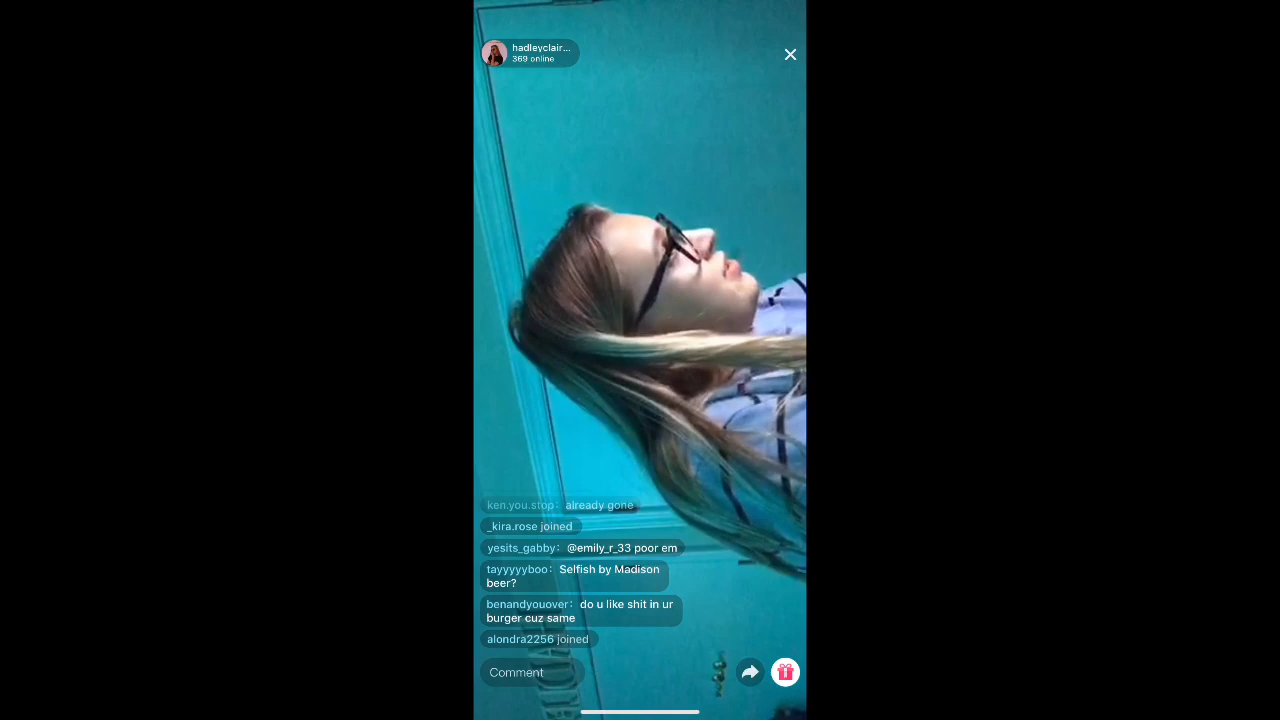 hadleyclair...
369 online
ken.you.stop: already gone
_kira.rose joined
yesits_gabby: @emily_r_33 poor em
tayyyyyboo: Selfish by Madison
beer?
benandyouover: do u like shit in ur
burger cuz same
alondra2256 joined
Comment